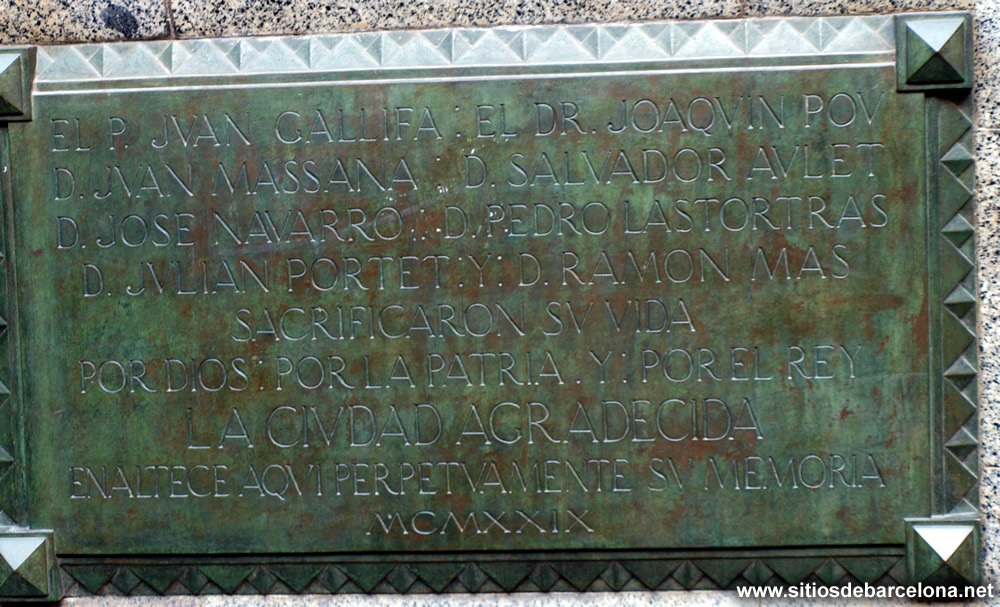 EL P. JVAN GALLIFA : EL DR. JOAQVIN POV
D. JVAN MASSANA : D. SALVADOR AVLET
D. JOSE NAVARRO : D. PEDRO LASTORTRAS
D. JVLIAN PORTET : Y : D. RAMON MAS
SACRIFICARON SV VIDA
POR DIOS : POR LA PATRIA : Y : POR EL REY
LA CIVDAD AGRADECIDA
ENALTECE AQVI PERPETVAMENTE SV MEMORIA
MCMXXIX
www.sitiosdebarcelona.net